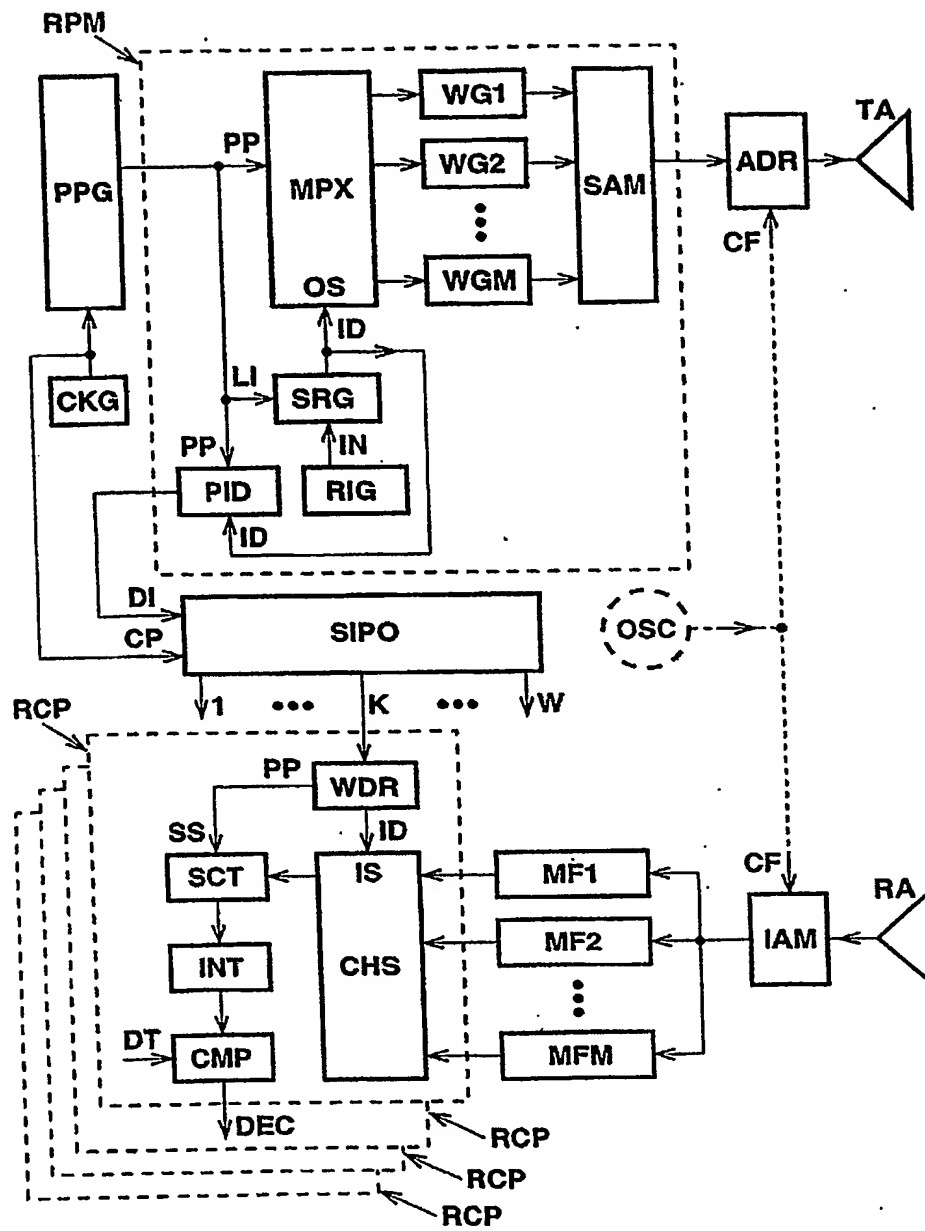 RPM
PPG
PP
MPX
OS
WG1
WG2
WGM
SAM
ADR
TA
CF
ID
CKG
LI
SRG
IN
RIG
PP
PID
ID
DI
CP
SIPO
OSC
1
K
W
RCP
PP
WDR
SS
ID
SCT
IS
CHS
INT
DT
CMP
DEC
MF1
MF2
MFM
CF
IAM
RA
RCP
RCP
RCP